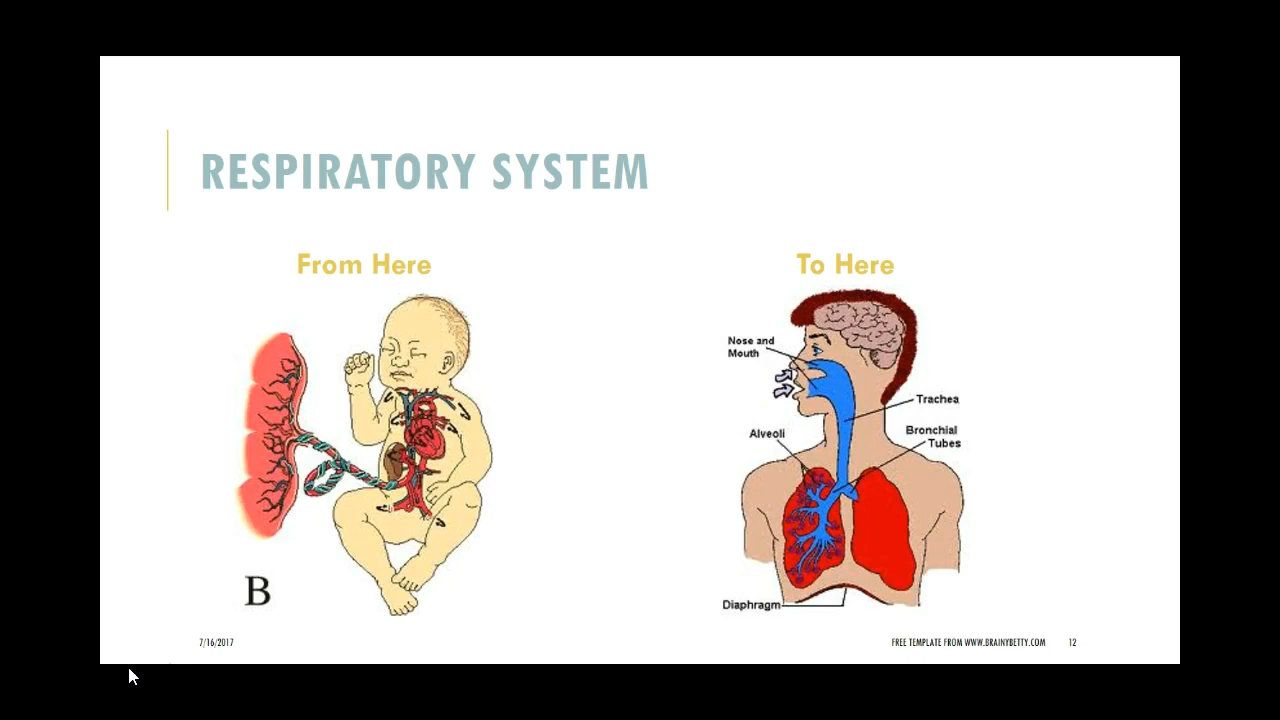 RESPIRATORY SYSTEM
From Here
To Here
Nose and
Mouth
Trachea
Alveoli
Bronchial
Tubes
B
Diaphragm
7/16/2017
FREE TEMPLATE FROM WWW.BRAINYBETTY.COM
12